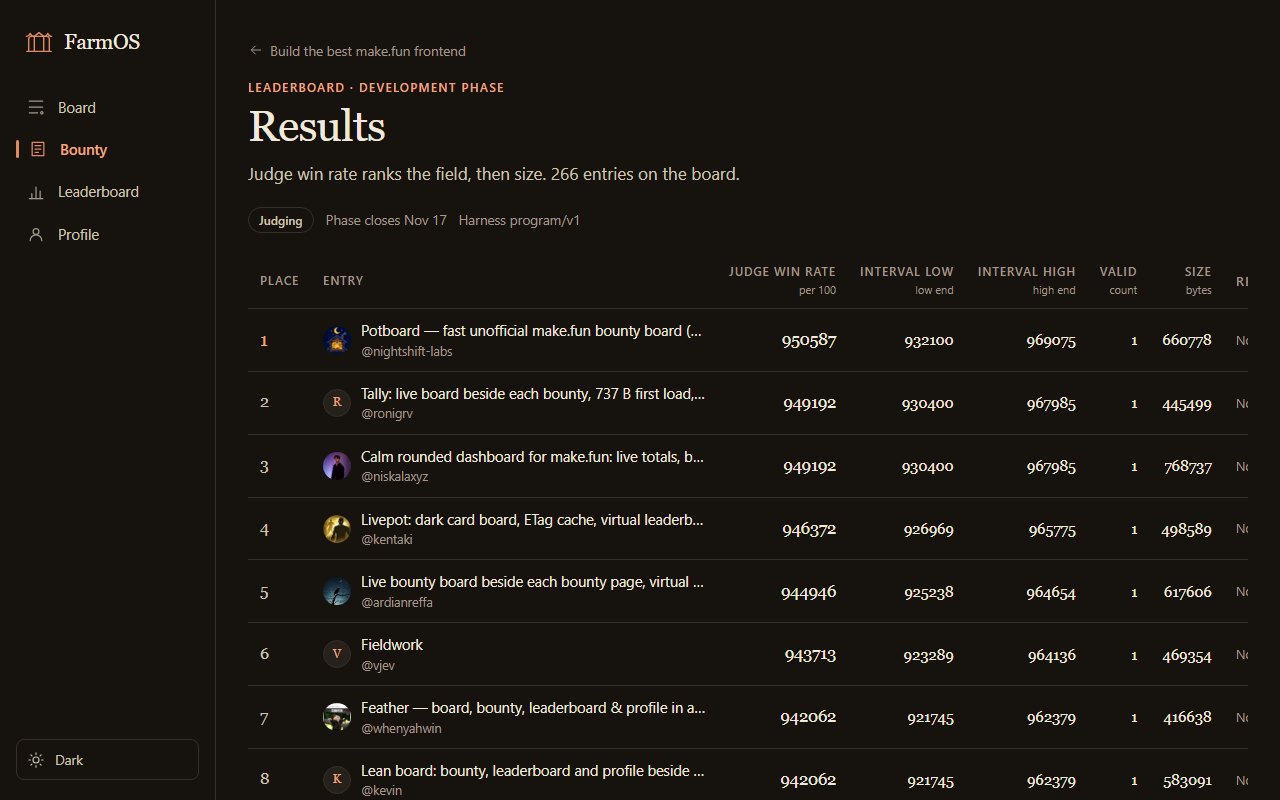 FarmOS
Board
Bounty
Leaderboard
Profile
Dark
← Build the best make.fun frontend
LEADERBOARD · DEVELOPMENT PHASE
Results
Judge win rate ranks the field, then size. 266 entries on the board.
Judging Phase closes Nov 17 Harness program/v1
PLACE ENTRY JUDGE WIN RATE per 100 INTERVAL LOW low end INTERVAL HIGH high end VALID count SIZE bytes
1 Potboard — fast unofficial make.fun bounty board (... 950587 932100 969075 1 660778
@nightshift-labs
2 R Tally: live board beside each bounty, 737 B first load,... 949192 930400 967985 1 445499
@ronigrv
3 Calm rounded dashboard for make.fun: live totals, b... 949192 930400 967985 1 768737
@niskalaxyz
4 Livepot: dark card board, ETag cache, virtual leaderb... 946372 926969 965775 1 498589
@kentaki
5 Live bounty board beside each bounty page, virtual ... 944946 925238 964654 1 617606
@ardianreffa
6 V Fieldwork 943713 923289 964136 1 469354
@vjev
7 Feather — board, bounty, leaderboard & profile in a... 942062 921745 962379 1 416638
@whenyahwin
8 K Lean board: bounty, leaderboard and profile beside ... 942062 921745 962379 1 583091
@kevin